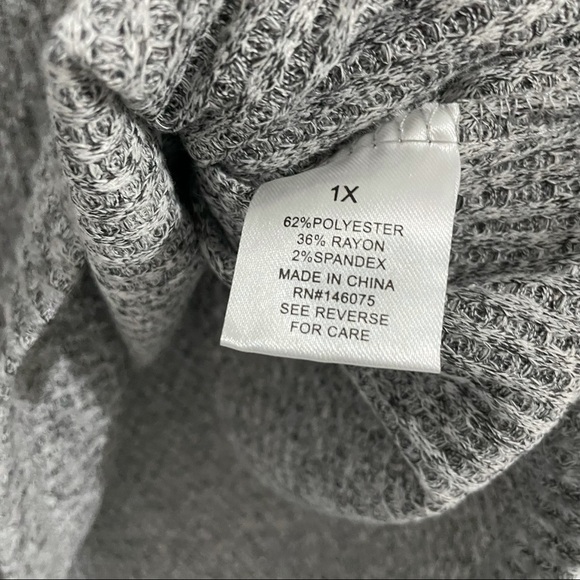 1X
62%POLYESTER
36% RAYON
2%SPANDEX
MADE IN CHINA
RN#146075
SEE REVERSE
FOR CARE